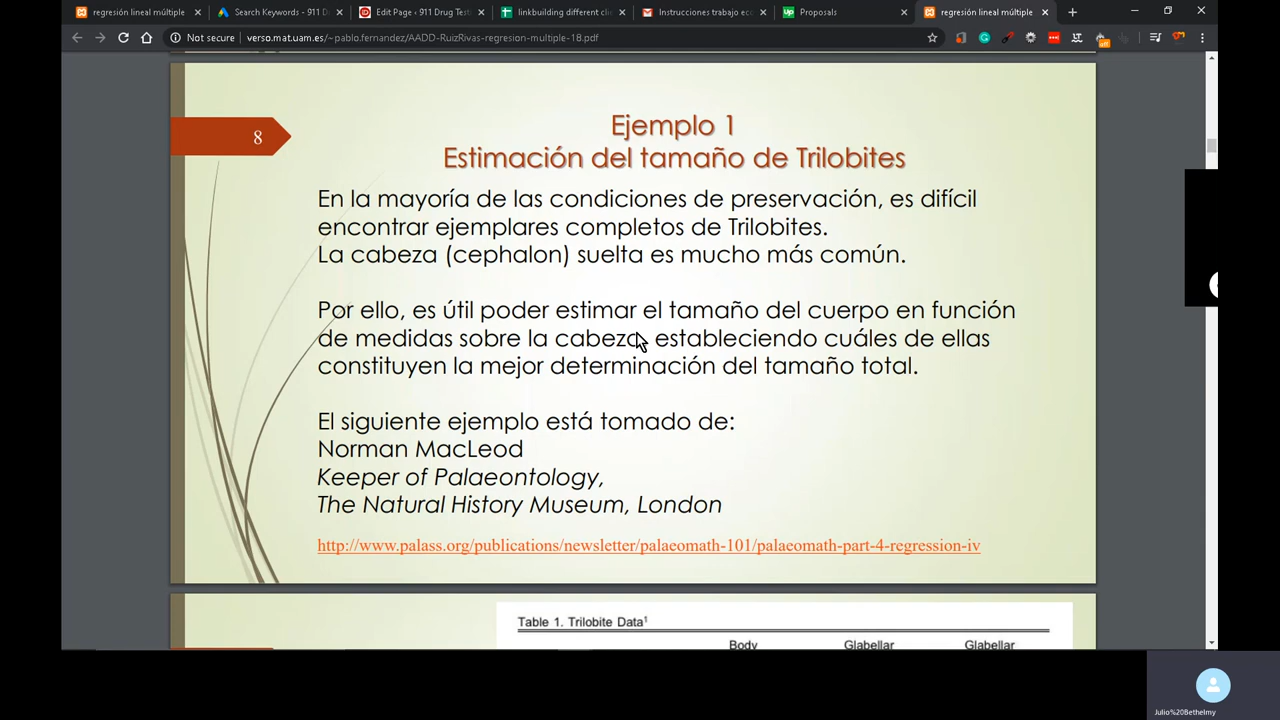 regresión lineal múltiple
Search Keywords - 911 D
Edit Page ‹ 911 Drug Test
linkbuilding different cli
Instrucciones trabajo eco
Proposals
regresión lineal múltiple
Not secure
verso.mat.uam.es/~pablo.fernandez/AADD-RuizRivas-regresion-multiple-18.pdf
8
Ejemplo 1
Estimación del tamaño de Trilobites
En la mayoría de las condiciones de preservación, es difícil
encontrar ejemplares completos de Trilobites.
La cabeza (cephalon) suelta es mucho más común.
Por ello, es útil poder estimar el tamaño del cuerpo en función
de medidas sobre la cabeza, estableciendo cuáles de ellas
constituyen la mejor determinación del tamaño total.
El siguiente ejemplo está tomado de:
Norman MacLeod
Keeper of Palaeontology,
The Natural History Museum, London
http://www.palass.org/publications/newsletter/palaeomath-101/palaeomath-part-4-regression-iv
Table 1. Trilobite Data1
Body Glabellar Glabellar
Julio%20Bethelmy